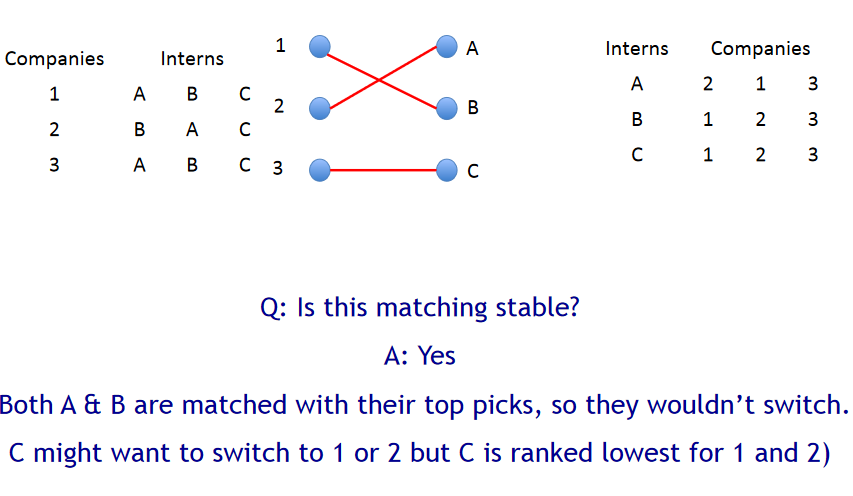 Companies Interns
1 A B C
2 B A C
3 A B C
1 A
2 B
3 C
Interns Companies
A 2 1 3
B 1 2 3
C 1 2 3
Q: Is this matching stable?
A: Yes
Both A & B are matched with their top picks, so they wouldn’t switch.
C might want to switch to 1 or 2 but C is ranked lowest for 1 and 2)